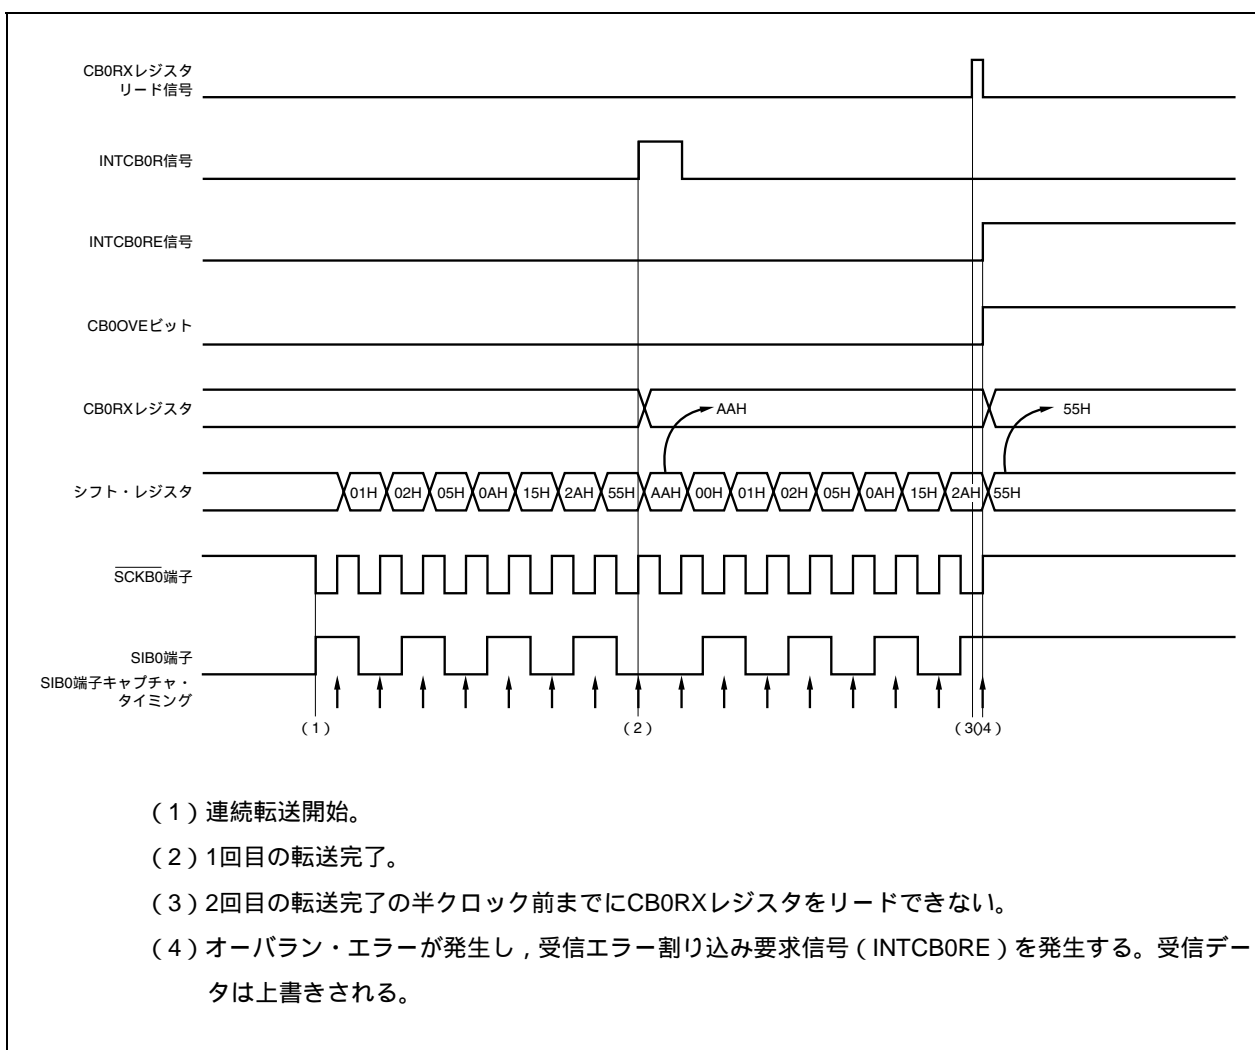 CB0RXレジスタ
リード信号
INTCB0R信号
INTCB0RE信号
CB0OVEビット
CB0RXレジスタ
AAH
55H
シフト・レジスタ
01H 02H 05H 0AH 15H 2AH 55H AAH 00H 01H 02H 05H 0AH 15H 2AH 55H
SCKB0端子
SIB0端子
SIB0端子キャプチャ・
タイミング
(1)
(2)
(3)(4)
(1)連続転送開始。
(2)1回目の転送完了。
(3)2回目の転送完了の半クロック前までにCB0RXレジスタをリードできない。
(4)オーバラン・エラーが発生し,受信エラー割り込み要求信号(INTCB0RE)を発生する。受信デー
タは上書きされる。